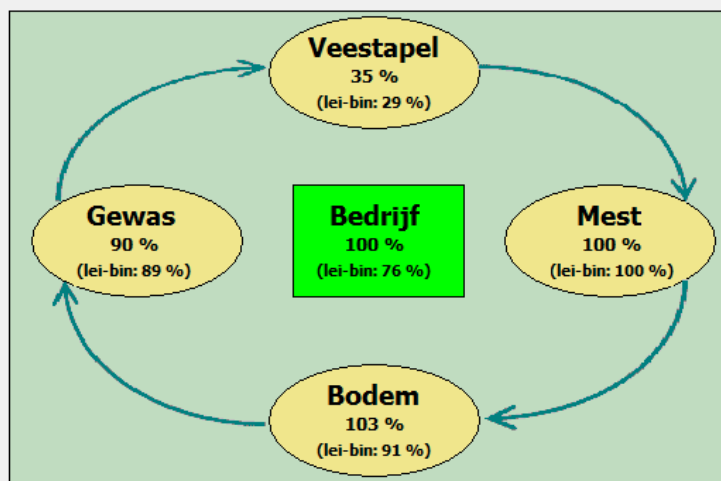 Veestapel
35 %
(lei-bin: 29 %)
Gewas
90 %
(lei-bin: 89 %)
Bedrijf
100 %
(lei-bin: 76 %)
Mest
100 %
(lei-bin: 100 %)
Bodem
103 %
(lei-bin: 91 %)